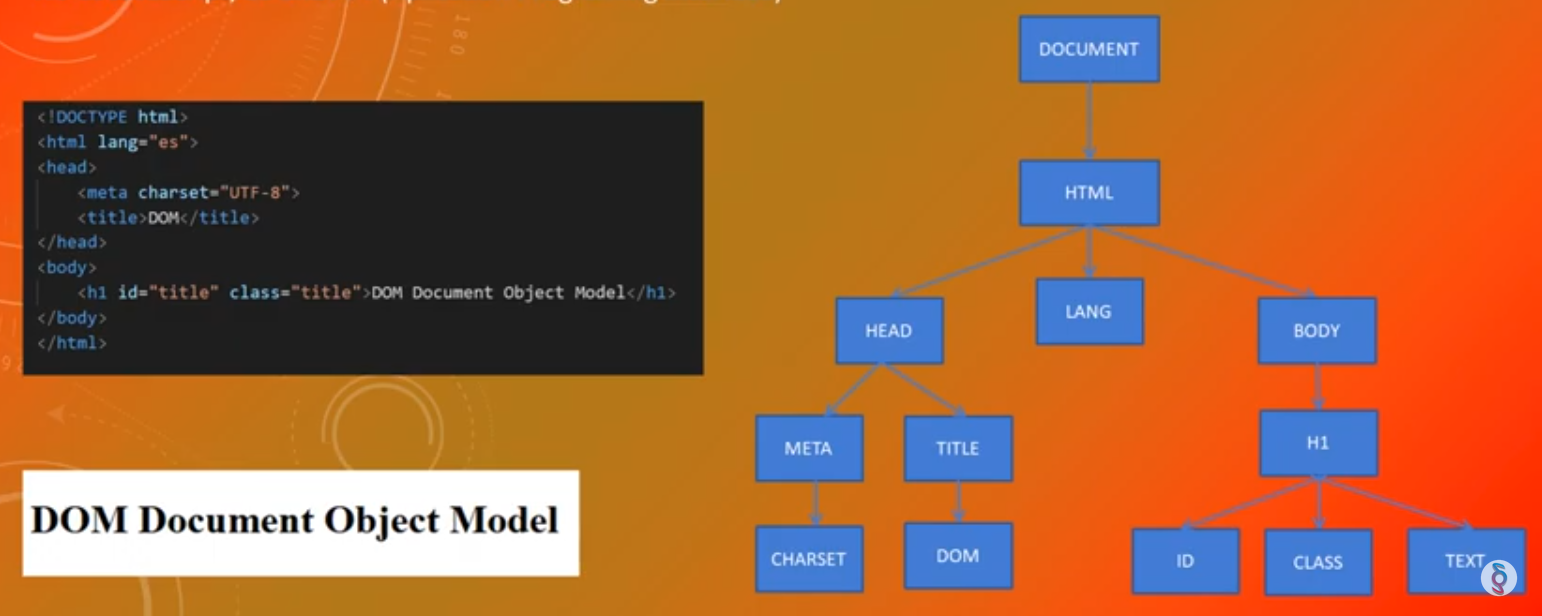 <!DOCTYPE html>
<html lang="es">
<head>
<meta charset="UTF-8">
<title>DOM</title>
</head>
<body>
<h1 id="title" class="title">DOM Document Object Model</h1>
</body>
</html>
DOM Document Object Model
DOCUMENT
HTML
HEAD
LANG
BODY
META
TITLE
H1
CHARSET
DOM
ID
CLASS
TEXT
180